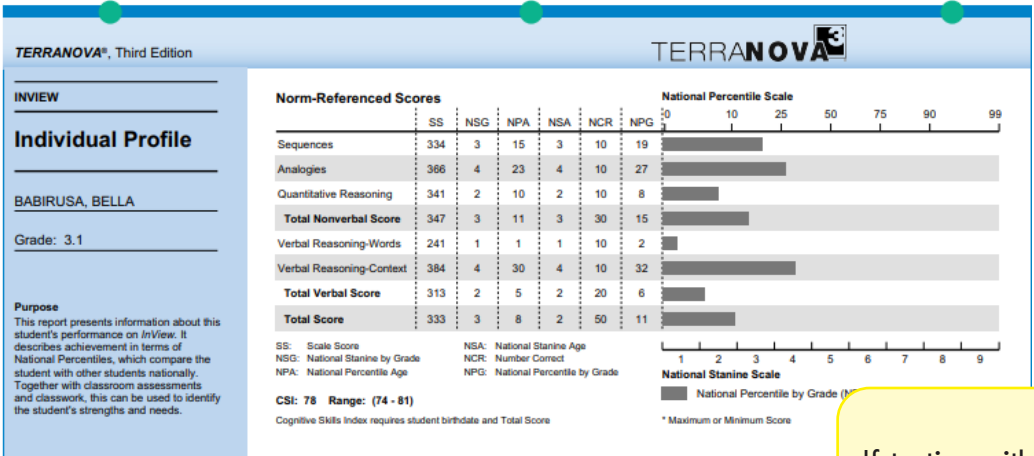 TERRANOVA®, Third Edition
TERRANOVA 3
INVIEW
Individual Profile
BABIRUSA, BELLA
Grade: 3.1
Purpose
This report presents information about this
student's performance on InView. It
describes achievement in terms of
National Percentiles, which compare the
student with other students nationally.
Together with classroom assessments
and classwork, this can be used to identify
the student's strengths and needs.
Norm-Referenced Scores
SS NSG NPA NSA NCR NPG
Sequences 334 3 15 3 10 19
Analogies 366 4 23 4 10 27
Quantitative Reasoning 341 2 10 2 10 8
Total Nonverbal Score 347 3 11 3 30 15
Verbal Reasoning-Words 241 1 1 1 10 2
Verbal Reasoning-Context 384 4 30 4 10 32
Total Verbal Score 313 2 5 2 20 6
Total Score 333 3 8 2 50 11
SS: Scale Score NSA: National Stanine Age
NSG: National Stanine by Grade NCR: Number Correct
NPA: National Percentile Age NPG: National Percentile by Grade
CSI: 78 Range: (74 - 81)
Cognitive Skills Index requires student birthdate and Total Score
National Percentile Scale
0 10 25 50 75 90 99
1 2 3 4 5 6 7 8 9
National Stanine Scale
National Percentile by Grade
* Maximum or Minimum Score